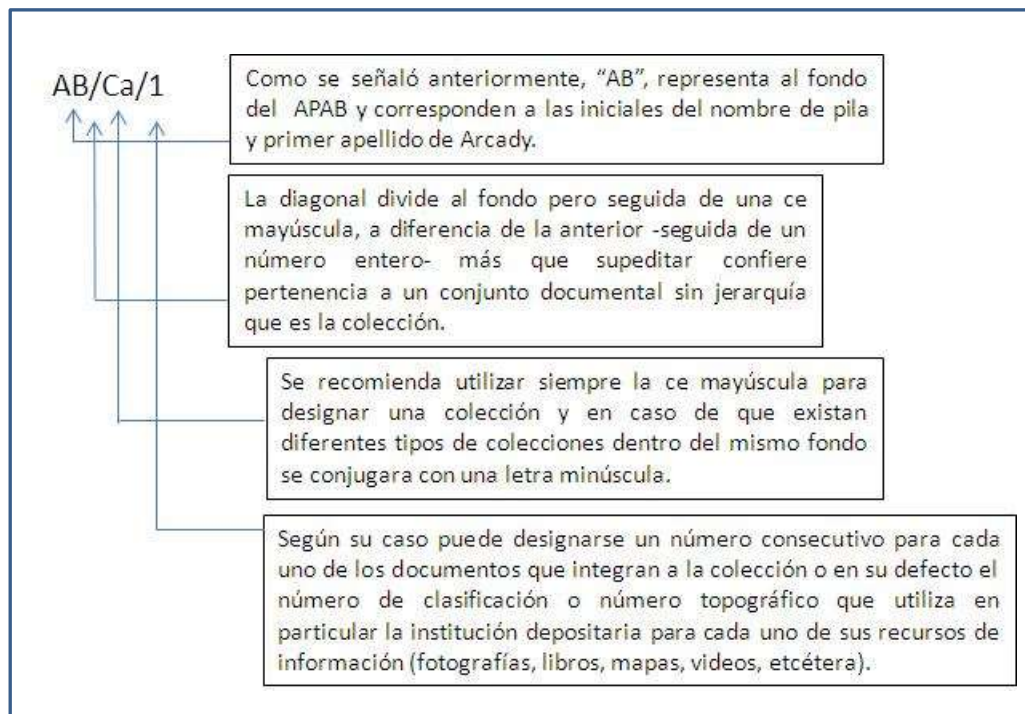 AB/Ca/1
Como se señaló anteriormente, “AB”, representa al fondo
del APAB y corresponden a las iniciales del nombre de pila
y primer apellido de Arcady.
La diagonal divide al fondo pero seguida de una ce
mayúscula, a diferencia de la anterior -seguida de un
número entero- más que supeditar confiere
pertenencia a un conjunto documental sin jerarquía
que es la colección.
Se recomienda utilizar siempre la ce mayúscula para
designar una colección y en caso de que existan
diferentes tipos de colecciones dentro del mismo fondo
se conjugara con una letra minúscula.
Según su caso puede designarse un número consecutivo para cada
uno de los documentos que integran a la colección o en su defecto el
número de clasificación o número topográfico que utiliza en
particular la institución depositaria para cada uno de sus recursos de
información (fotografías, libros, mapas, videos, etcétera).